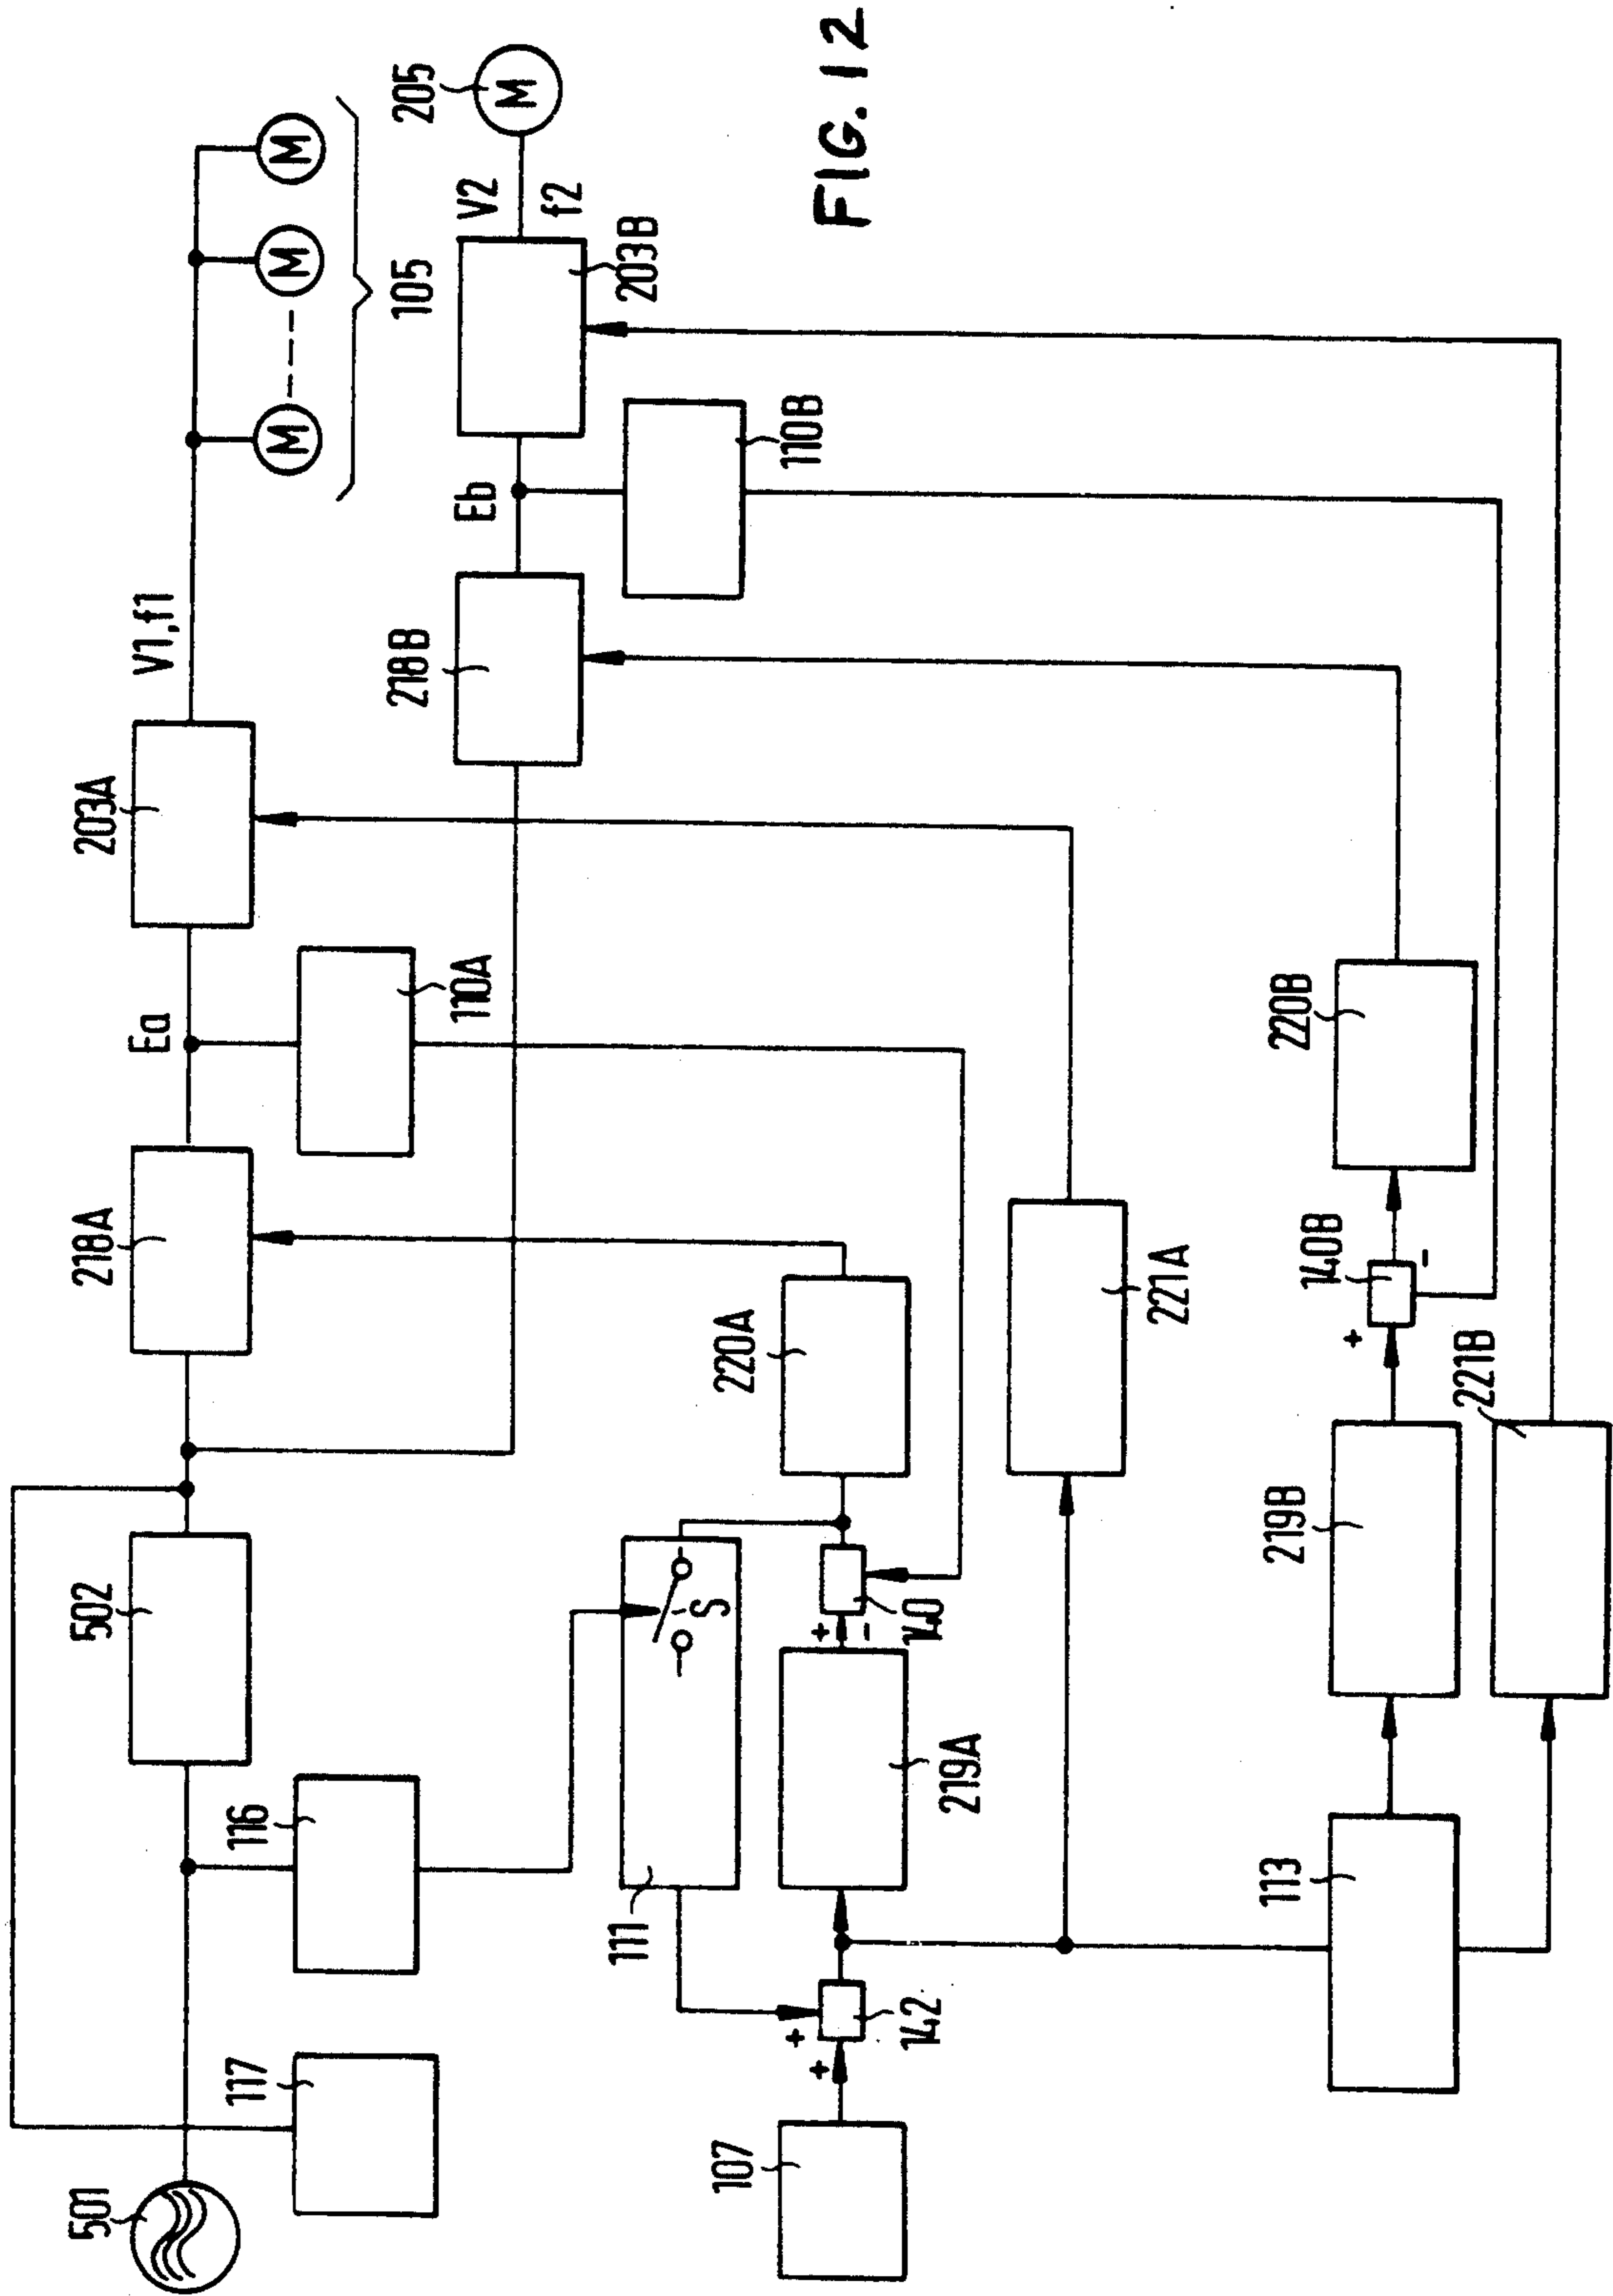 501
502
218A
Ea
203A
V1,f1
M
M
M
105
117
116
110A
218B
Eb
V2
f2
205
M
110B
203B
111
S
220A
107
+
+
142
219A
+
-
140
221A
113
219B
+
140B
-
220B
221B
FIG. 12